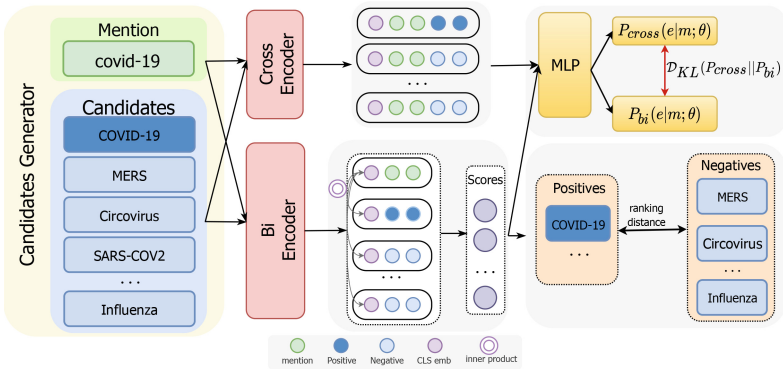 Candidates Generator
Mention
covid-19
Candidates
COVID-19
MERS
Circovirus
SARS-COV2
...
Influenza
Cross
Encoder
Bi
Encoder
...
...
Scores
...
MLP
P_cross(e|m;θ)
D_KL(P_cross||P_bi)
P_bi(e|m;θ)
Positives
COVID-19
...
ranking
distance
Negatives
MERS
Circovirus
...
Influenza
mention
Positive
Negative
CLS emb
inner product